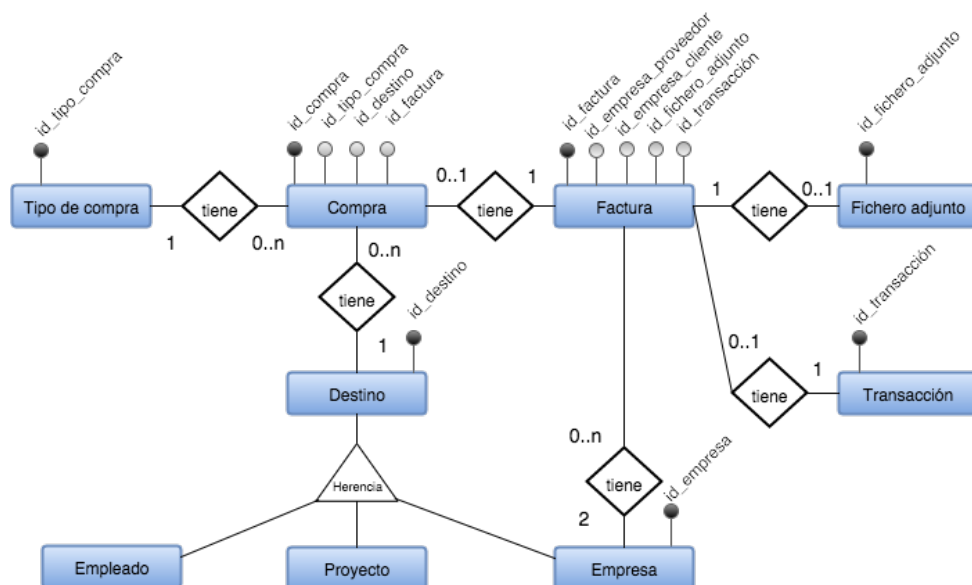 id_tipo_compra
id_compra
id_tipo_compra
id_destino
id_factura
id_factura
id_empresa_proveedor
id_empresa_cliente
id_fichero_adjunto
id_transacción
id_fichero_adjunto
Tipo de compra
tiene
Compra
tiene
Factura
tiene
Fichero adjunto
1
0..n
0..1
1
1
0..1
0..n
tiene
1
id_destino
Destino
0..1
tiene
1
id_transacción
Transacción
Herencia
0..n
tiene
2
id_empresa
Empleado
Proyecto
Empresa